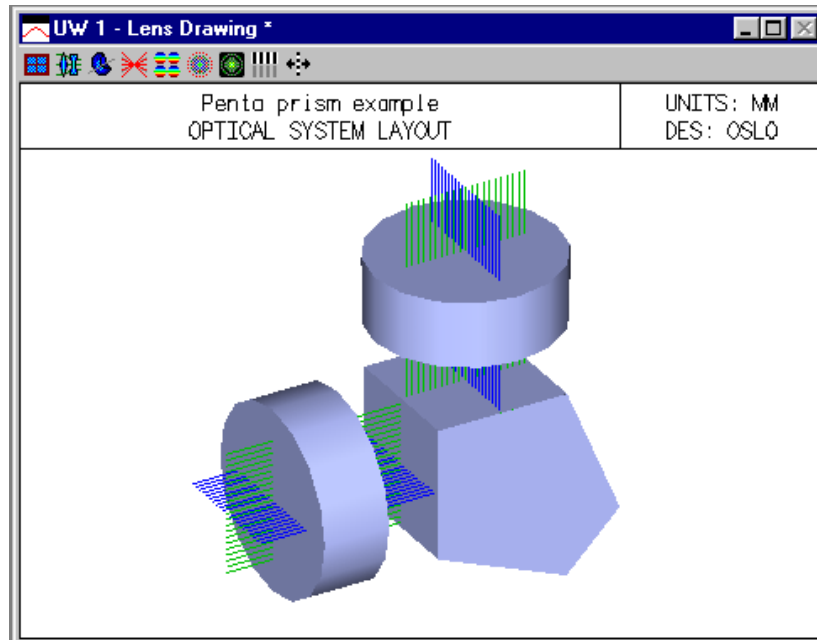 UW 1 - Lens Drawing *
Penta prism example
OPTICAL SYSTEM LAYOUT
UNITS: MM
DES: OSLO